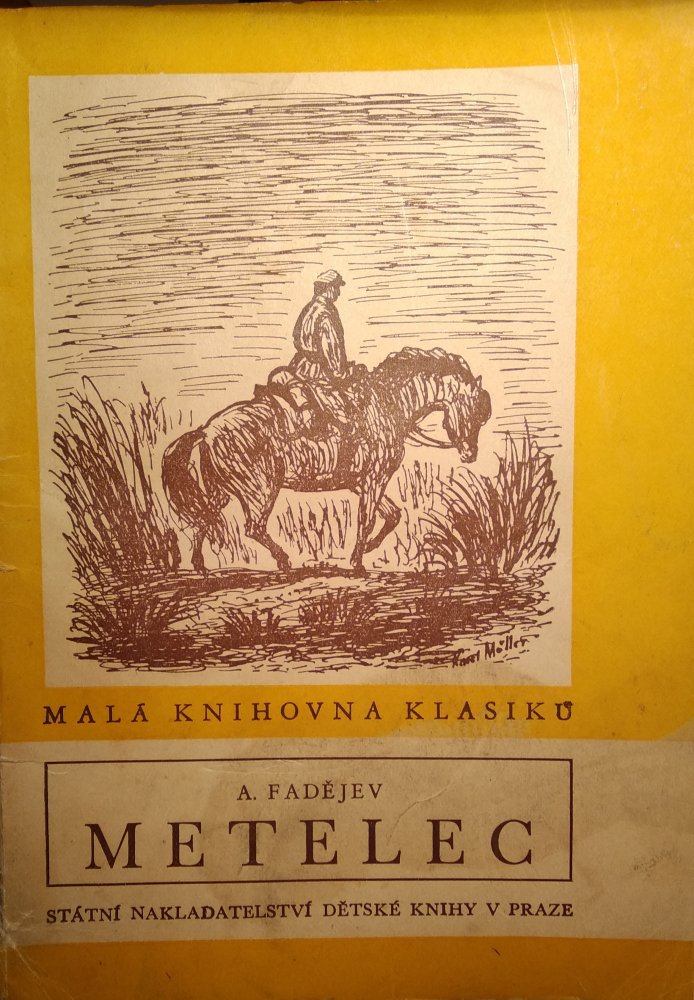 Karel Müller
MALÁ KNIHOVNA KLASIKŮ
A. FADĚJEV
METELEC
STÁTNÍ NAKLADATELSTVÍ DĚTSKÉ KNIHY V PRAZE